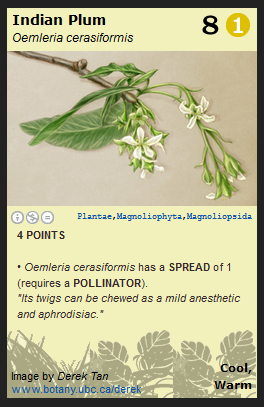 Indian Plum
Oemleria cerasiformis
8 1
Plantae,Magnoliophyta,Magnoliopsida
4 POINTS
• Oemleria cerasiformis has a SPREAD of 1
(requires a POLLINATOR).
"Its twigs can be chewed as a mild anesthetic
and aphrodisiac."
Cool,
Warm
Image by Derek Tan
www.botany.ubc.ca/derek